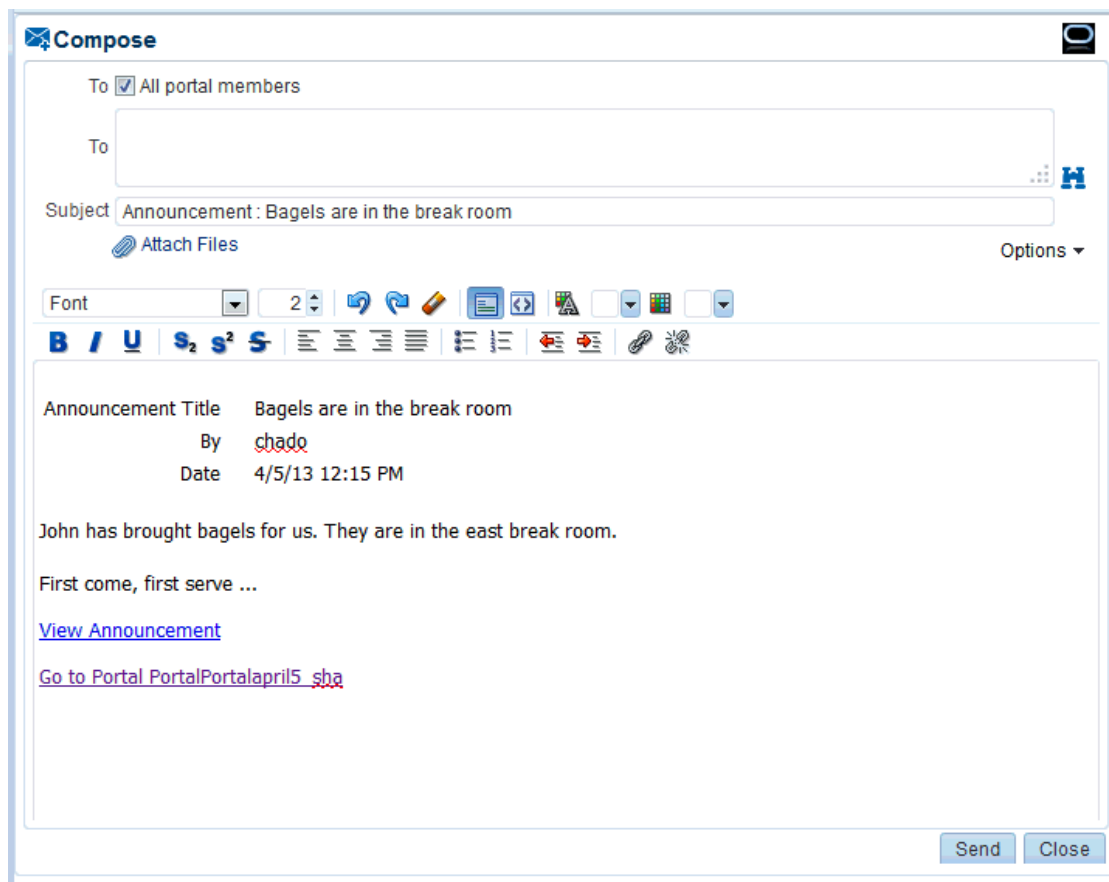 Compose
To All portal members
To
Subject Announcement : Bagels are in the break room
Attach Files
Options
Font 2
B I U S2 S2 S
Announcement Title Bagels are in the break room
By chado
Date 4/5/13 12:15 PM
John has brought bagels for us. They are in the east break room.
First come, first serve ...
View Announcement
Go to Portal PortalPortalapril5_sha
Send Close